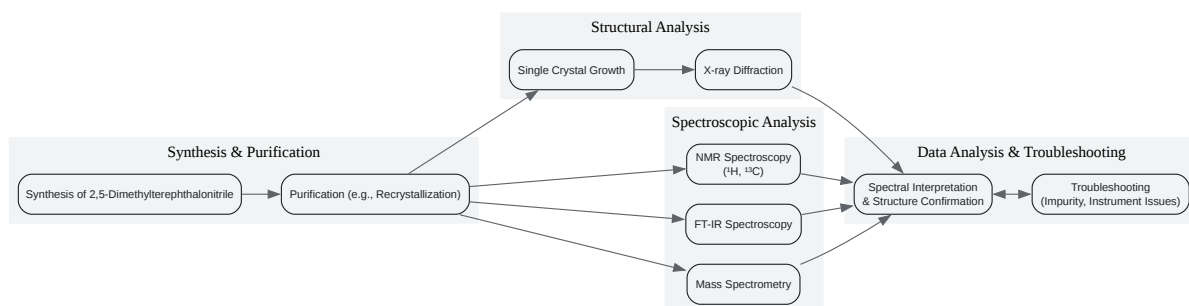 Structural Analysis
Single Crystal Growth
X-ray Diffraction
Spectroscopic Analysis
Synthesis & Purification
NMR Spectroscopy
(¹H, ¹³C)
Data Analysis & Troubleshooting
Synthesis of 2,5-Dimethylterephthalonitrile
Purification (e.g., Recrystallization)
Spectral Interpretation
& Structure Confirmation
Troubleshooting
(Impurity, Instrument Issues)
FT-IR Spectroscopy
Mass Spectrometry